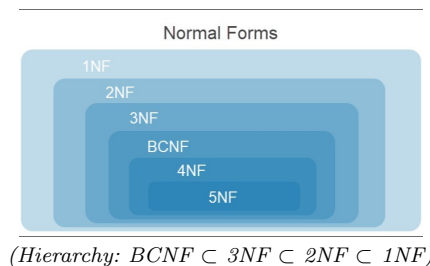 Normal Forms
1NF
2NF
3NF
BCNF
4NF
5NF
(Hierarchy: BCNF ⊂ 3NF ⊂ 2NF ⊂ 1NF)